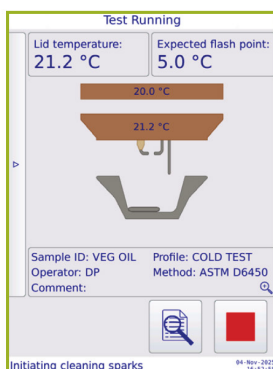 Test Running
Lid temperature:
21.2 °C
Expected flash point:
5.0 °C
20.0 °C
21.2 °C
Sample ID: VEG OIL
Profile: COLD TEST
Operator: DP
Method: ASTM D6450
Comment:
Initiating cleaning sparks
04-Nov-2025